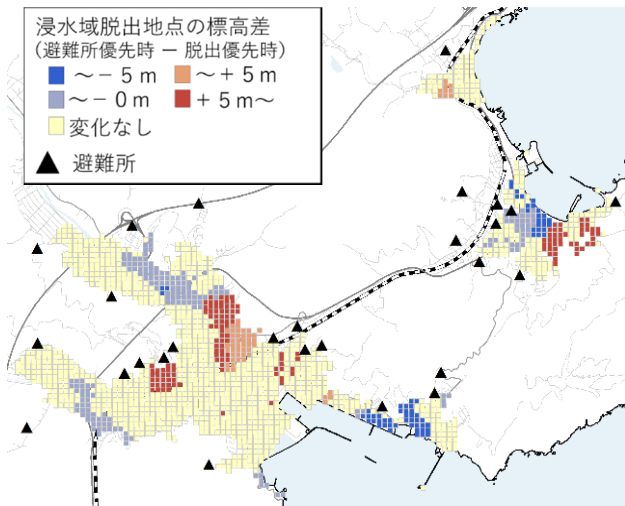 浸水域脱出地点の標高差
(避難所優先時 － 脱出優先時)
～－５ｍ ～＋５ｍ
～－０ｍ ＋５ｍ～
変化なし
避難所